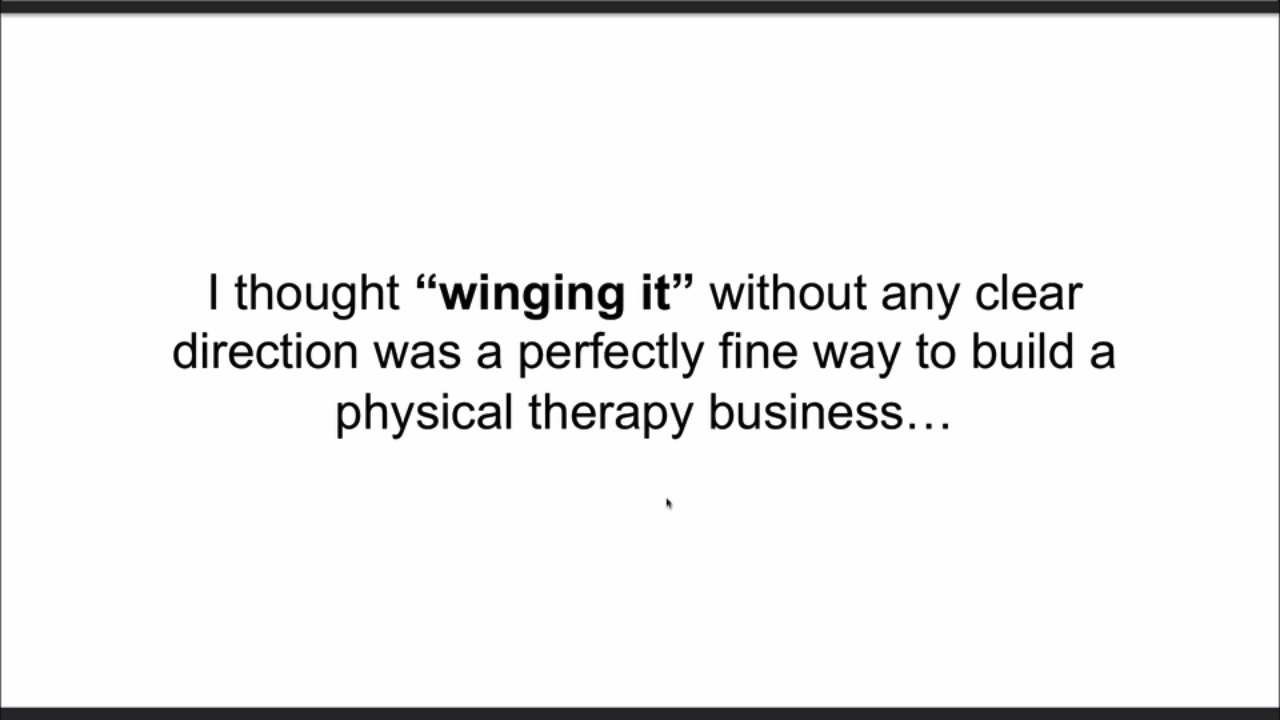 I thought “winging it” without any clear
direction was a perfectly fine way to build a
physical therapy business…